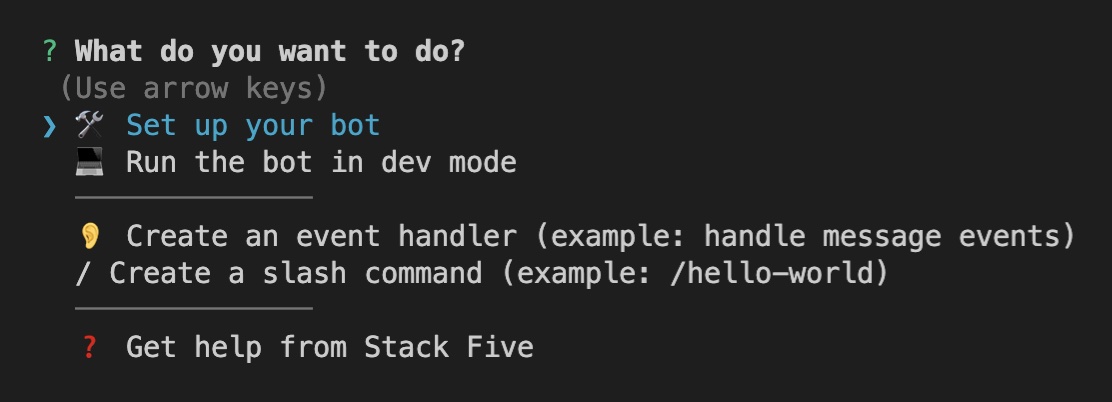 ? What do you want to do?
(Use arrow keys)
❯ 🛠 Set up your bot
💻 Run the bot in dev mode
👂 Create an event handler (example: handle message events)
/ Create a slash command (example: /hello-world)
❓ Get help from Stack Five